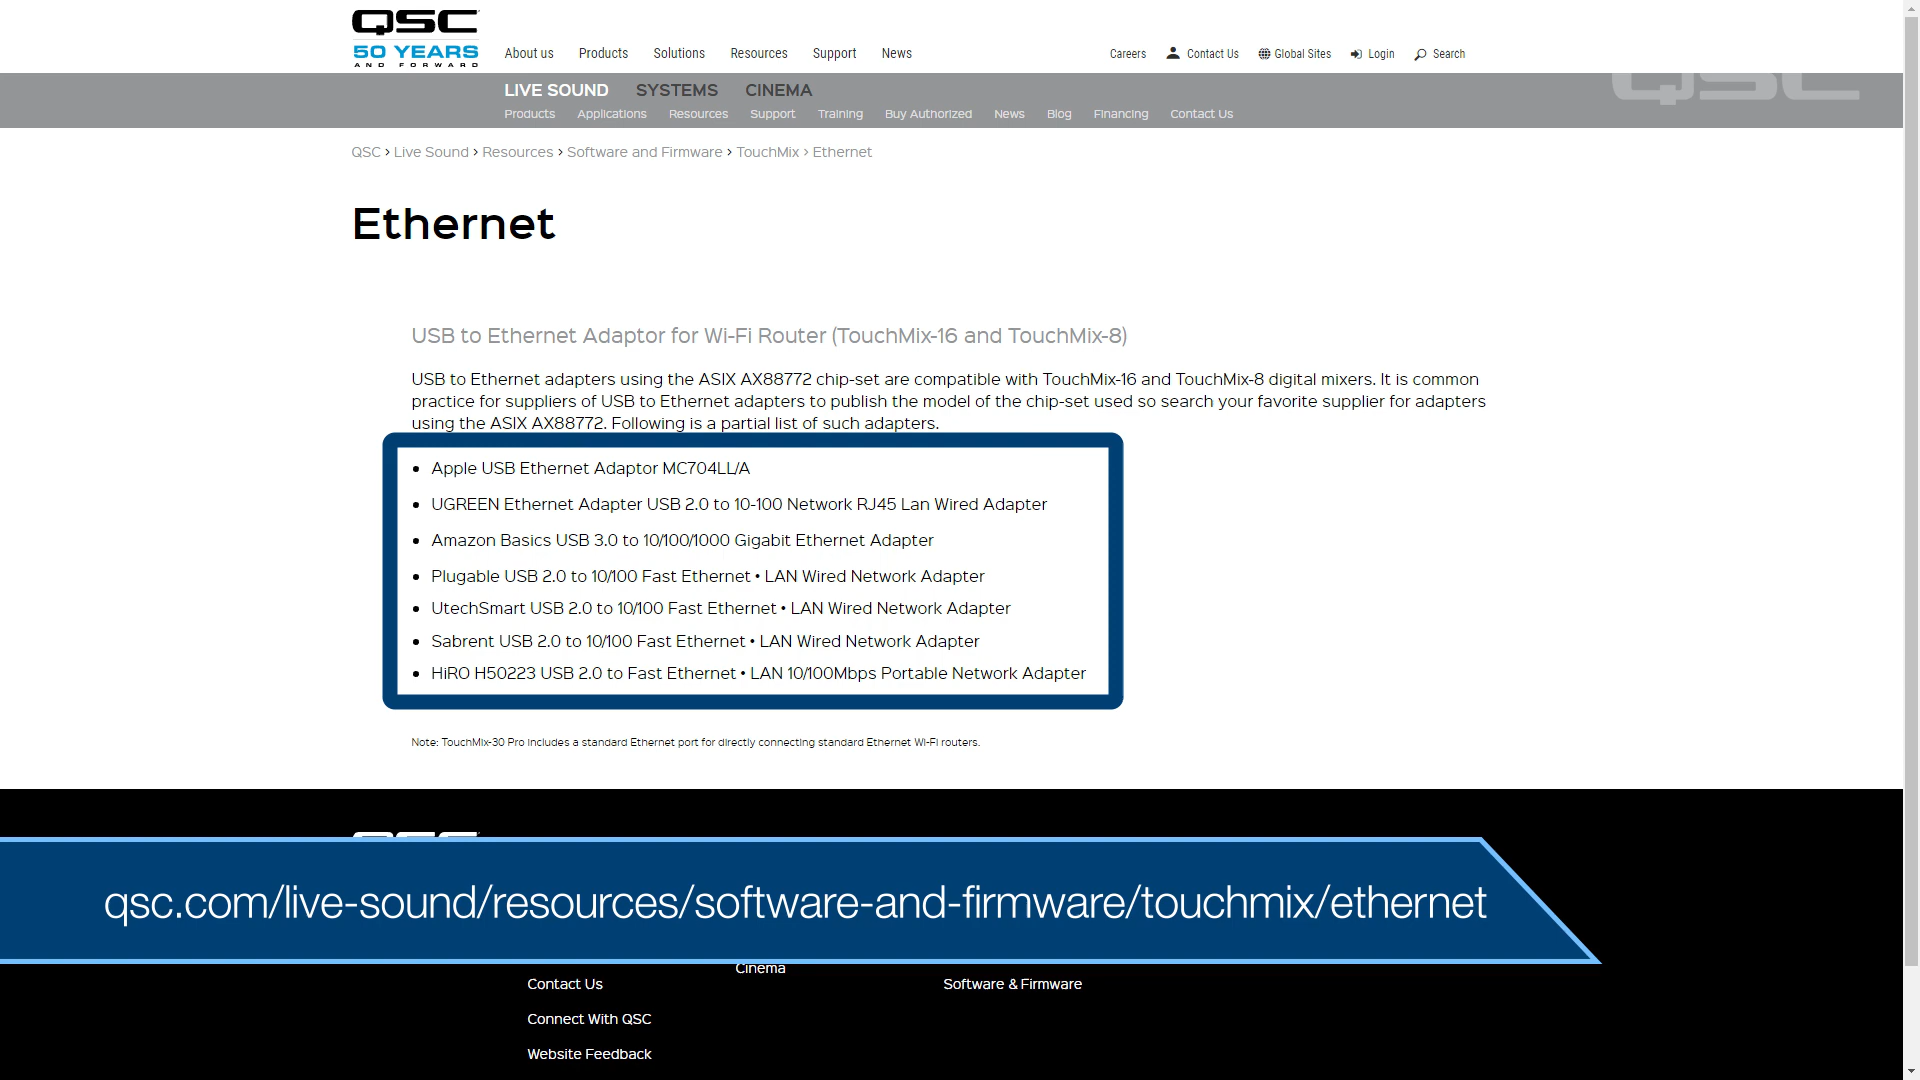 QSC
50 YEARS
AND FORWARD
About us Products Solutions Resources Support News
Careers Contact Us Global Sites Login Search
LIVE SOUND SYSTEMS CINEMA
QSC
Products Applications Resources Support Training Buy Authorized News Blog Financing Contact Us
QSC › Live Sound › Resources › Software and Firmware › TouchMix › Ethernet
Ethernet
USB to Ethernet Adaptor for Wi-Fi Router (TouchMix-16 and TouchMix-8)
USB to Ethernet adapters using the ASIX AX88772 chip-set are compatible with TouchMix-16 and TouchMix-8 digital mixers. It is common
practice for suppliers of USB to Ethernet adapters to publish the model of the chip-set used so search your favorite supplier for adapters
using the ASIX AX88772. Following is a partial list of such adapters.
• Apple USB Ethernet Adaptor MC704LL/A
• UGREEN Ethernet Adapter USB 2.0 to 10-100 Network RJ45 Lan Wired Adapter
• Amazon Basics USB 3.0 to 10/100/1000 Gigabit Ethernet Adapter
• Plugable USB 2.0 to 10/100 Fast Ethernet • LAN Wired Network Adapter
• UtechSmart USB 2.0 to 10/100 Fast Ethernet • LAN Wired Network Adapter
• Sabrent USB 2.0 to 10/100 Fast Ethernet • LAN Wired Network Adapter
• HiRO H50223 USB 2.0 to Fast Ethernet • LAN 10/100Mbps Portable Network Adapter
Note: TouchMix-30 Pro includes a standard Ethernet port for directly connecting standard Ethernet Wi-Fi routers.
qsc.com/live-sound/resources/software-and-firmware/touchmix/ethernet
Cinema
Contact Us Software & Firmware
Connect With QSC
Website Feedback